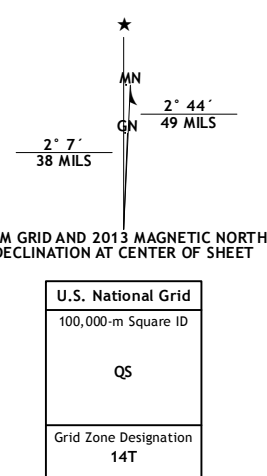 ★
MN
GN
2° 44´
49 MILS
2° 7´
38 MILS
M GRID AND 2013 MAGNETIC NORTH
DECLINATION AT CENTER OF SHEET
U.S. National Grid
100,000-m Square ID
QS
Grid Zone Designation
14T